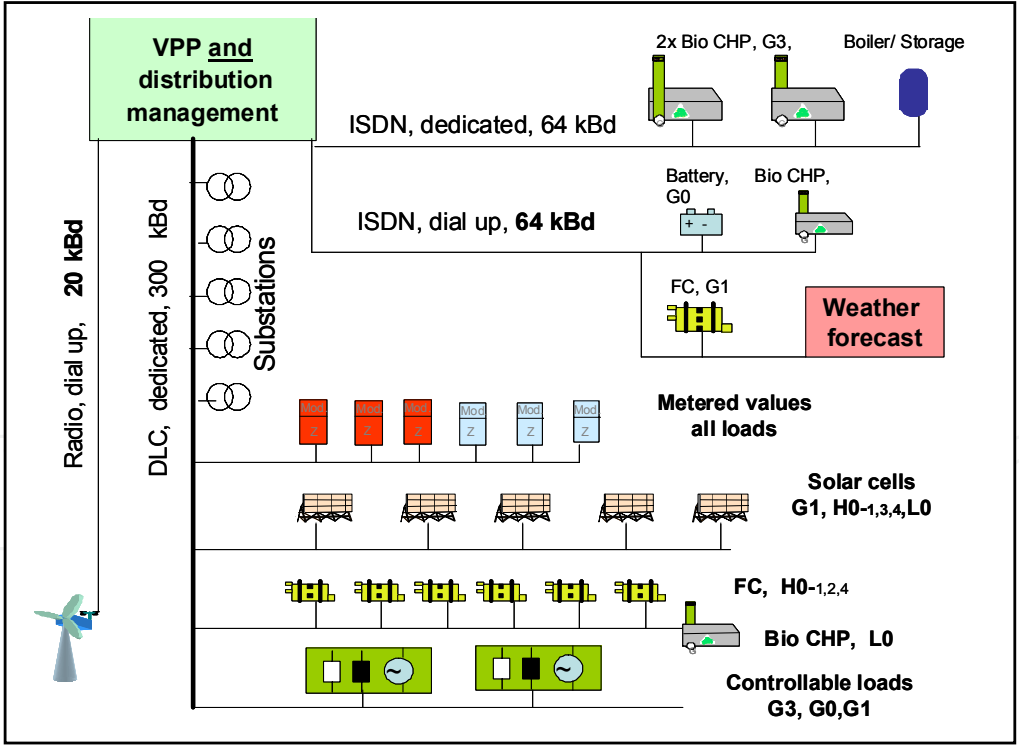 VPP and
distribution
management
2x Bio CHP, G3,
Boiler/ Storage
ISDN, dedicated, 64 kBd
Battery,
G0
Bio CHP,
ISDN, dial up, 64 kBd
+ -
FC, G1
Weather
forecast
Radio, dial up, 20 kBd
DLC, dedicated, 300 kBd
Substations
Mod.
Z
Mod.
Z
Mod.
Z
Mod.
Z
Mod.
Z
Mod.
Z
Metered values
all loads
Solar cells
G1, H0-1,3,4,L0
FC, H0-1,2,4
Bio CHP, L0
~
~
Controllable loads
G3, G0,G1